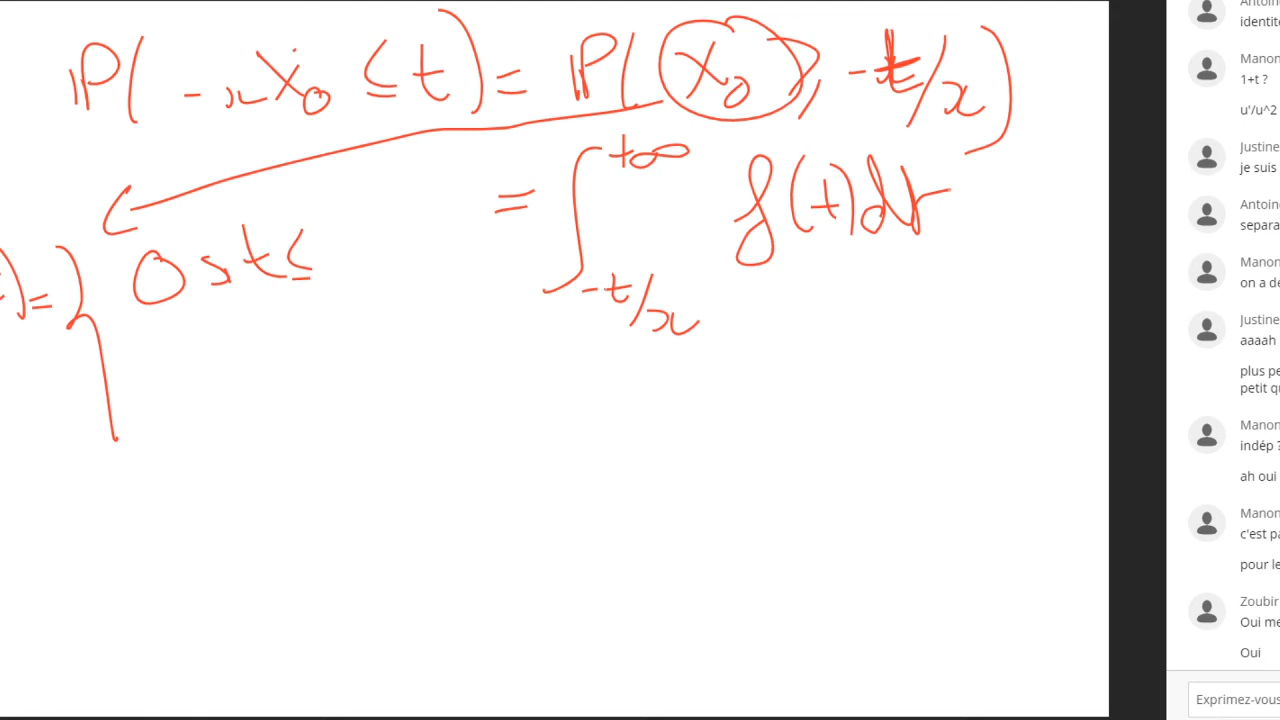 P(-xX₀ ≤ t) = P(X₀ ≥ -t/x)
= ∫_{-t/x}^{+∞} f(t)dt
) = { 0 si t ≤
identit
Manon
1+t ?
u'/u^2
Justine
je suis
Antoin
separa
Manon
on a de
Justine
aaaah
plus pe
petit qu
Manon
indép ?
ah oui
Manon
c'est pa
pour le
Zoubir
Oui me
Oui
Exprimez-vous